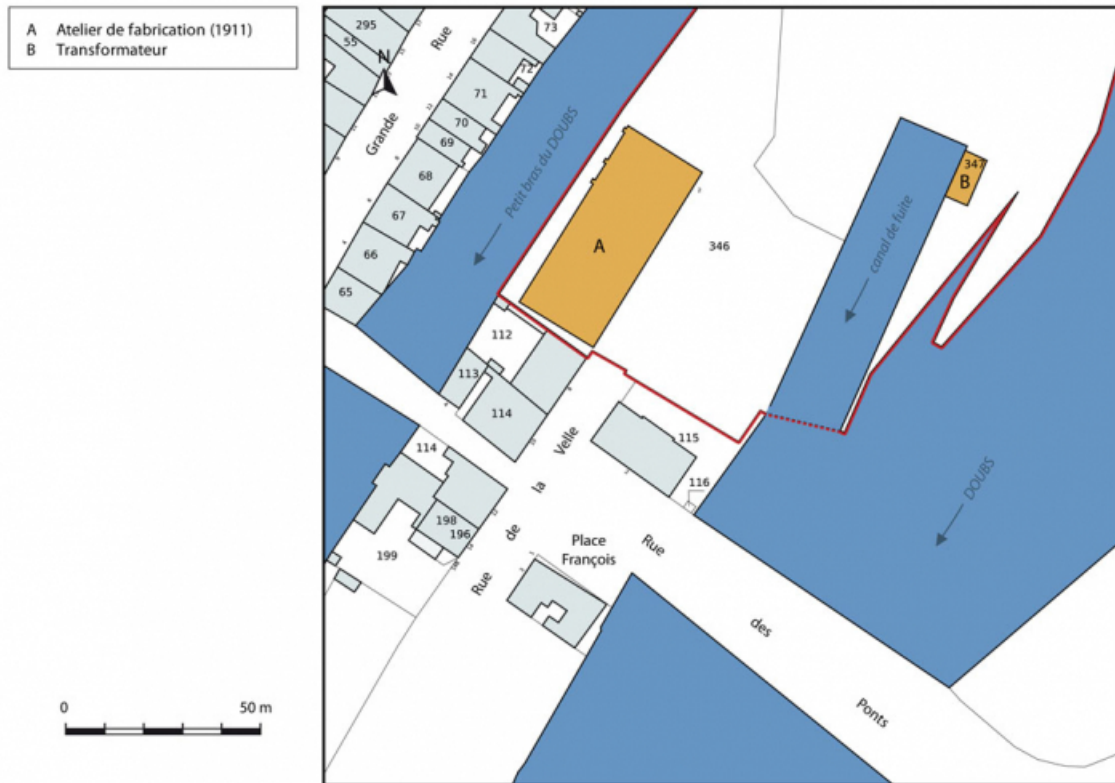 A Atelier de fabrication (1911)
B Transformateur
N
Grande Rue
295
55
73
72
71
70
69
68
67
66
65
Petit bras du DOUBS
A
346
canal de fuite
347
B
112
113
114
115
116
114
198
196
199
Rue de la Velle
Place
François
Rue des Ponts
DOUBS
0 50 m